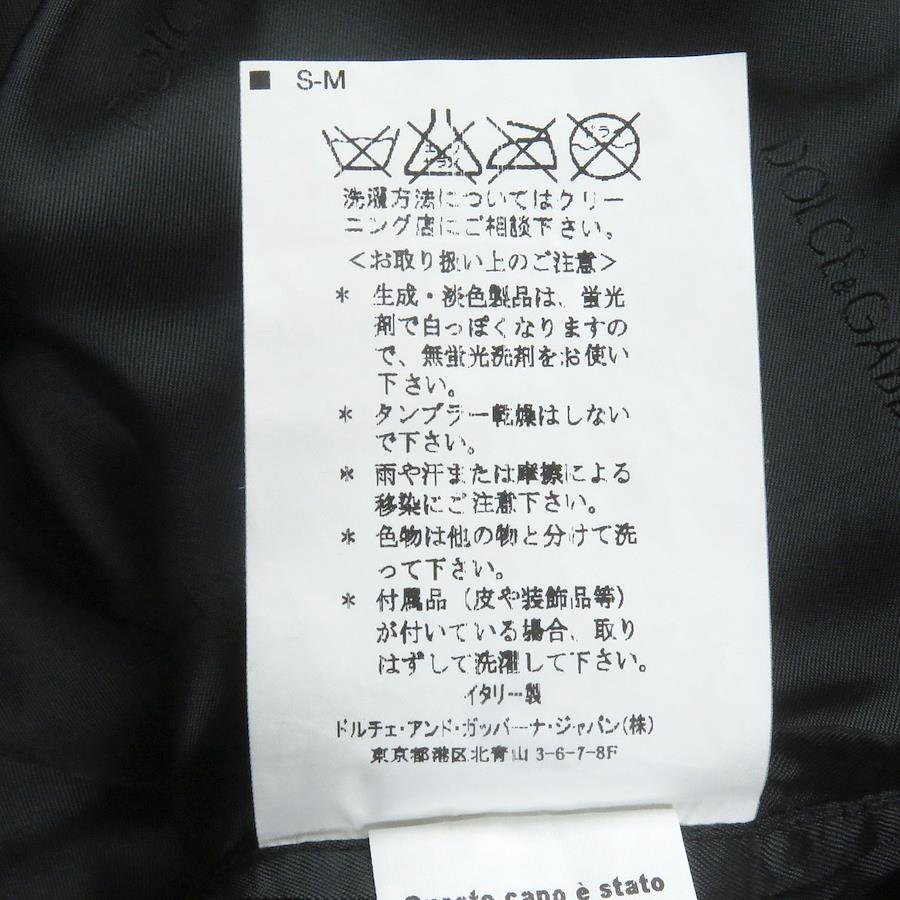 ■ S-M
ドライ
洗濯方法についてはクリー
ニング店にご相談下さい。
<お取り扱い上のご注意>
* 生成・淡色製品は、蛍光
剤で白っぽくなりますの
で、無蛍光洗剤をお使い
下さい。
* タンブラー乾燥はしない
で下さい。
* 雨や汗または摩擦による
移染にご注意下さい。
* 色物は他の物と分けて洗
って下さい。
* 付属品(皮や装飾品等)
が付いている場合、取り
はずして洗濯して下さい。
イタリー製
ドルチェ・アンド・ガッバーナ・ジャパン(株)
東京都港区北青山 3-6-7-8F
Questo capo è stato
DOLCE&GABB